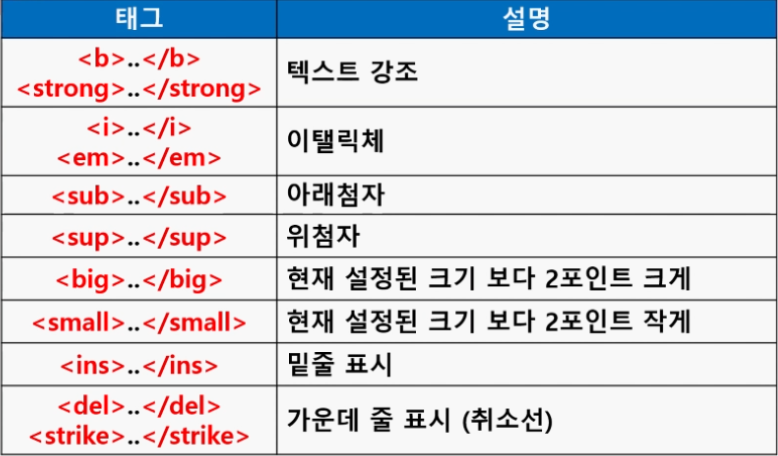 태그 설명
<b>..</b>
<strong>..</strong>
텍스트 강조
<i>..</i>
<em>..</em>
이탤릭체
<sub>..</sub> 아래첨자
<sup>..</sup> 위첨자
<big>..</big> 현재 설정된 크기 보다 2포인트 크게
<small>..</small> 현재 설정된 크기 보다 2포인트 작게
<ins>..</ins> 밑줄 표시
<del>..</del>
<strike>..</strike>
가운데 줄 표시 (취소선)